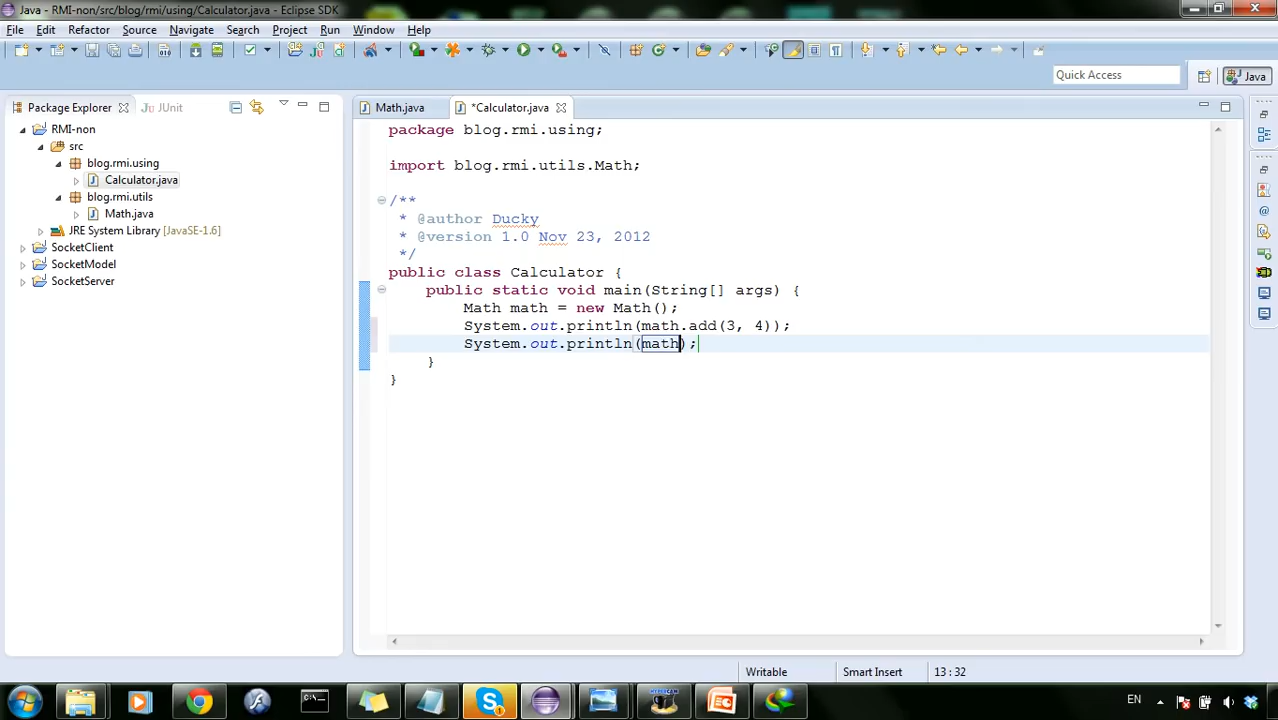 Java - RMI-non/src/blog/rmi/using/Calculator.java - Eclipse SDK
File Edit Refactor Source Navigate Search Project Run Window Help
Quick Access
Java
Package Explorer
JUnit
Math.java
*Calculator.java
RMI-non
src
blog.rmi.using
Calculator.java
blog.rmi.utils
Math.java
JRE System Library [JavaSE-1.6]
SocketClient
SocketModel
SocketServer
package blog.rmi.using;
import blog.rmi.utils.Math;
/**
* @author Ducky
* @version 1.0 Nov 23, 2012
*/
public class Calculator {
public static void main(String[] args) {
Math math = new Math();
System.out.println(math.add(3, 4));
System.out.println(math);
}
}
Writable
Smart Insert
13 : 32
EN